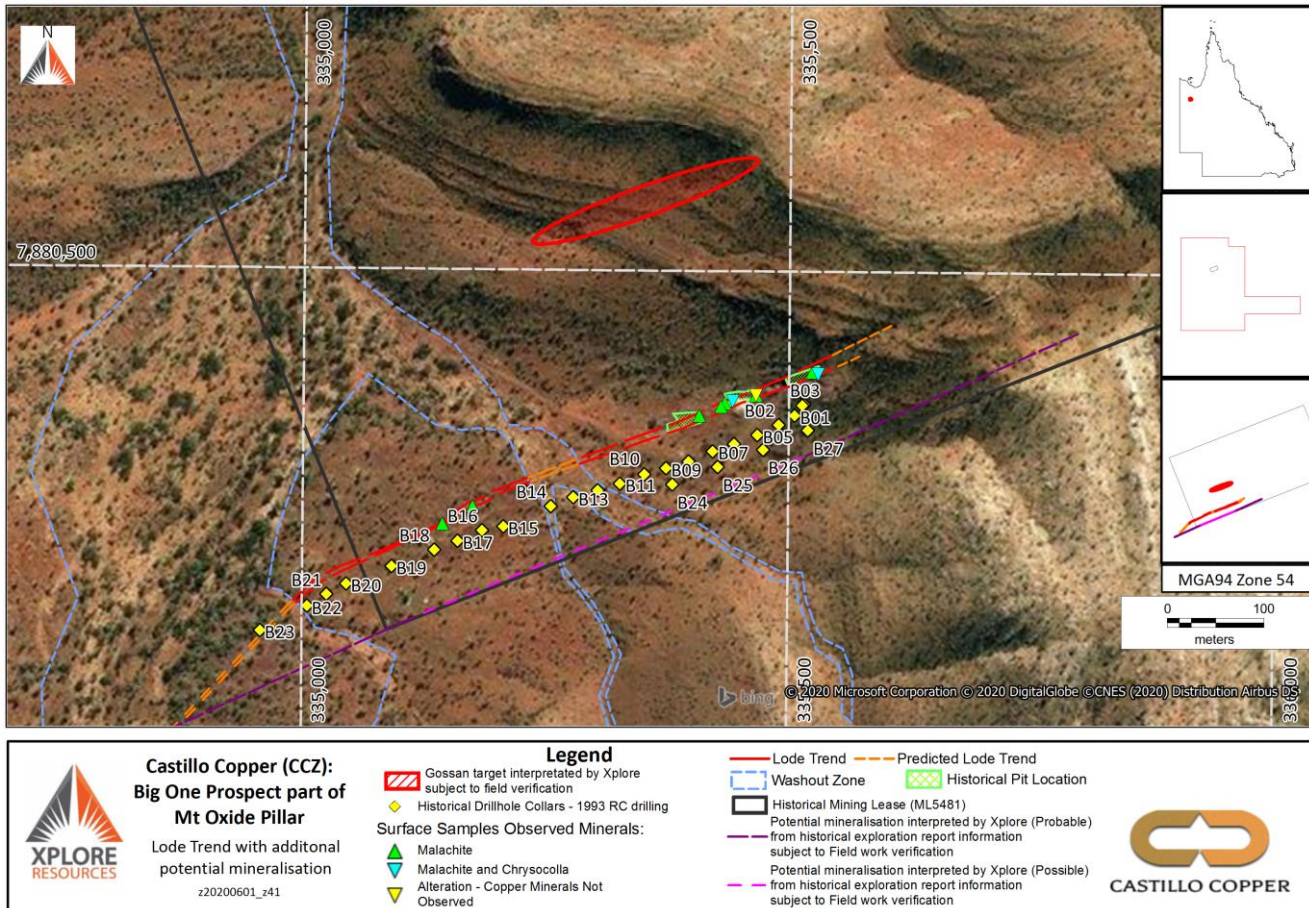 N
335,000
335,500
7,880,500
B03
B02
B01
B05
B27
B10
B07
B26
B09
B25
B14
B13
B11
B24
B16
B15
B18
B17
B19
B21
B20
B22
B23
MGA94 Zone 54
0 100
meters
335,000
336,000
bing
© 2020 Microsoft Corporation © 2020 DigitalGlobe ©CNES (2020) Distribution Airbus DS
XPLORE
RESOURCES
Castillo Copper (CCZ):
Big One Prospect part of
Mt Oxide Pillar
Lode Trend with additonal
potential mineralisation
z20200601_z41
Legend
Gossan target interpretated by Xplore
subject to field verification
Historical Drillhole Collars - 1993 RC drilling
Surface Samples Observed Minerals:
Malachite
Malachite and Chrysocolla
Alteration - Copper Minerals Not
Observed
Lode Trend
Predicted Lode Trend
Washout Zone
Historical Pit Location
Historical Mining Lease (ML5481)
Potential mineralisation interpreted by Xplore (Probable)
from historical exploration report information
subject to Field work verification
Potential mineralisation interpreted by Xplore (Possible)
from historical exploration report information
subject to Field work verification
CASTILLO COPPER